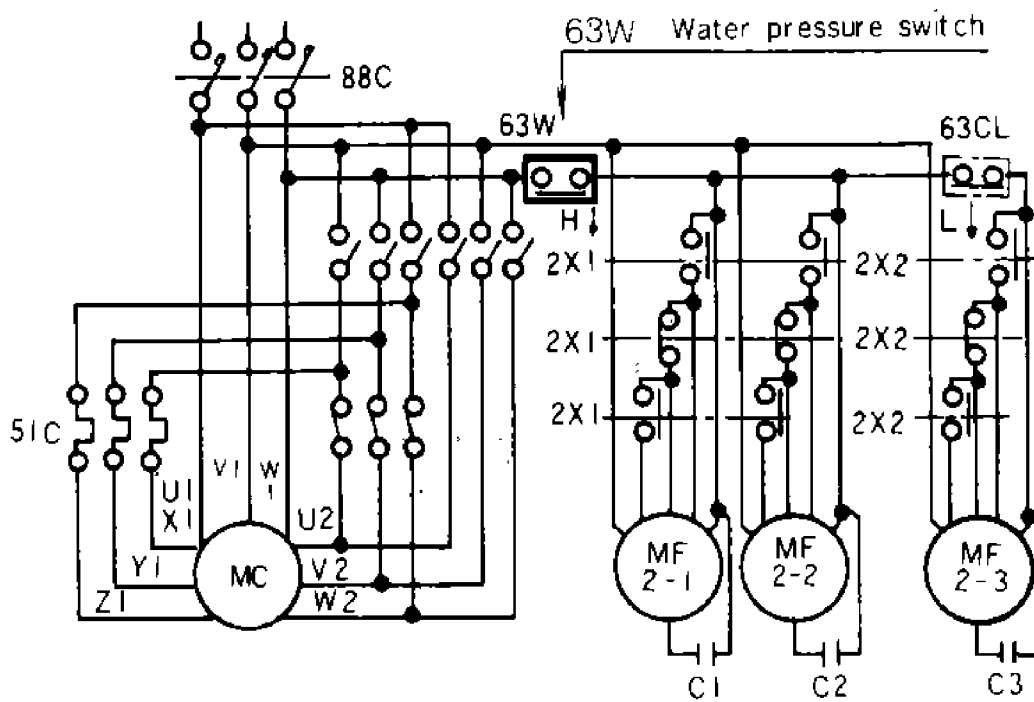 63W Water pressure switch
88C
63W
63CL
H
L
2X1
2X2
2X1
2X2
2X1
2X2
51C
U1
X1
V1
W1
U2
Y1
V2
Z1
W2
MC
MF
2-1
MF
2-2
MF
2-3
C1
C2
C3